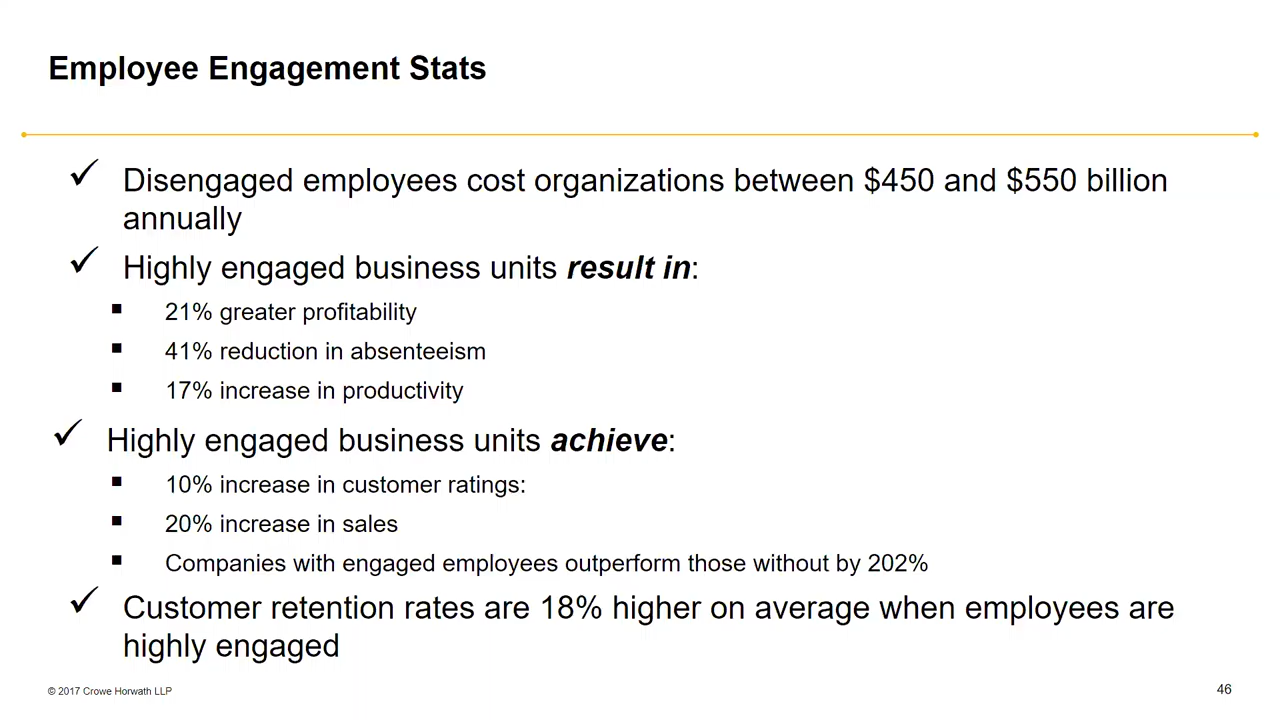 Employee Engagement Stats
✓ Disengaged employees cost organizations between $450 and $550 billion
annually
✓ Highly engaged business units result in:
▪ 21% greater profitability
▪ 41% reduction in absenteeism
▪ 17% increase in productivity
✓ Highly engaged business units achieve:
▪ 10% increase in customer ratings:
▪ 20% increase in sales
▪ Companies with engaged employees outperform those without by 202%
✓ Customer retention rates are 18% higher on average when employees are
highly engaged
© 2017 Crowe Horwath LLP
46